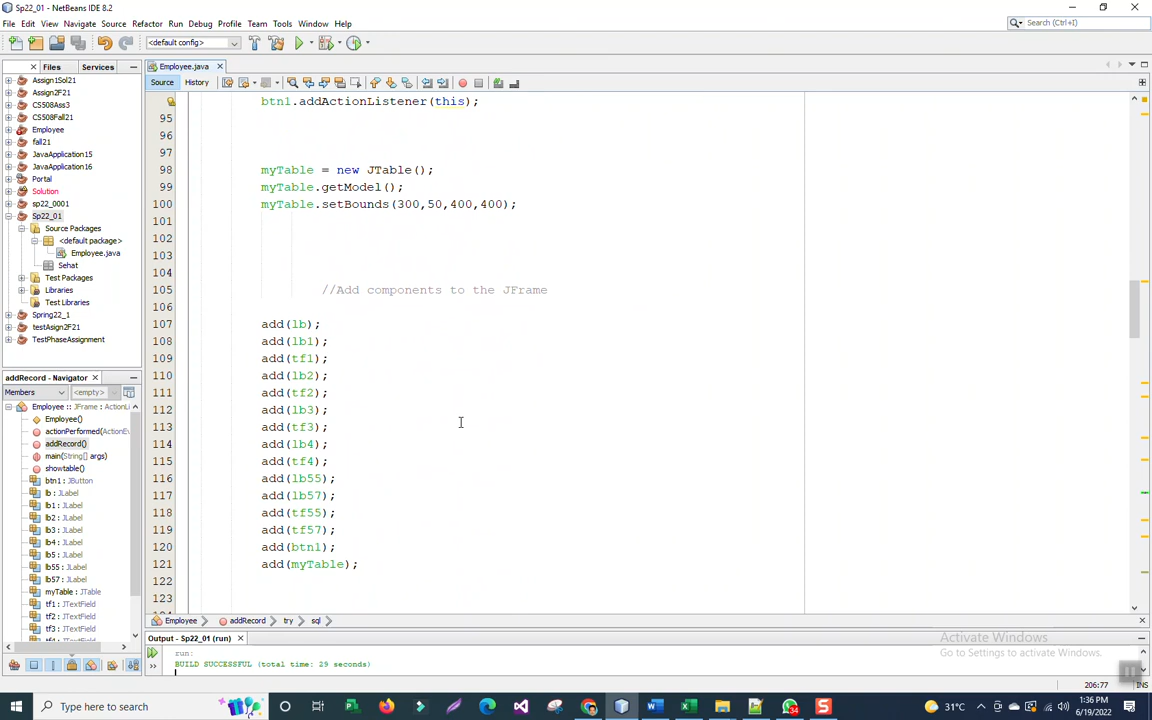 Sp22_01 - NetBeans IDE 8.2
File Edit View Navigate Source Refactor Run Debug Profile Team Tools Window Help
Search (Ctrl+I)
<default config>
Files Services
Employee.java
Source History
Assign1Sol21
Assign2F21
CS508Ass3
CS508Fall21
Employee
fall21
JavaApplication15
JavaApplication16
Portal
Solution
sp22_0001
Sp22_01
Source Packages
<default package>
Employee.java
Sehat
Test Packages
Libraries
Test Libraries
Spring22_1
testAsign2F21
TestPhaseAssignment
addRecord - Navigator
Members <empty>
Employee :: JFrame : ActionLi
Employee()
actionPerformed(ActionEv
addRecord()
main(String[] args)
showtable()
btn1 : JButton
lb : JLabel
lb1 : JLabel
lb2 : JLabel
lb3 : JLabel
lb4 : JLabel
lb5 : JLabel
lb55 : JLabel
lb57 : JLabel
myTable : JTable
tf1 : JTextField
tf2 : JTextField
tf3 : JTextField
btn1.addActionListener(this);
95
96
97
98 myTable = new JTable();
99 myTable.getModel();
100 myTable.setBounds(300,50,400,400);
101
102
103
104
105 //Add components to the JFrame
106
107 add(lb);
108 add(lb1);
109 add(tf1);
110 add(lb2);
111 add(tf2);
112 add(lb3);
113 add(tf3);
114 add(lb4);
115 add(tf4);
116 add(lb55);
117 add(lb57);
118 add(tf55);
119 add(tf57);
120 add(btn1);
121 add(myTable);
122
123
Employee addRecord try sql
Output - Sp22_01 (run)
run:
BUILD SUCCESSFUL (total time: 29 seconds)
Activate Windows
Go to Settings to activate Windows.
206:77 INS
Type here to search
34
31°C
1:36 PM
6/19/2022